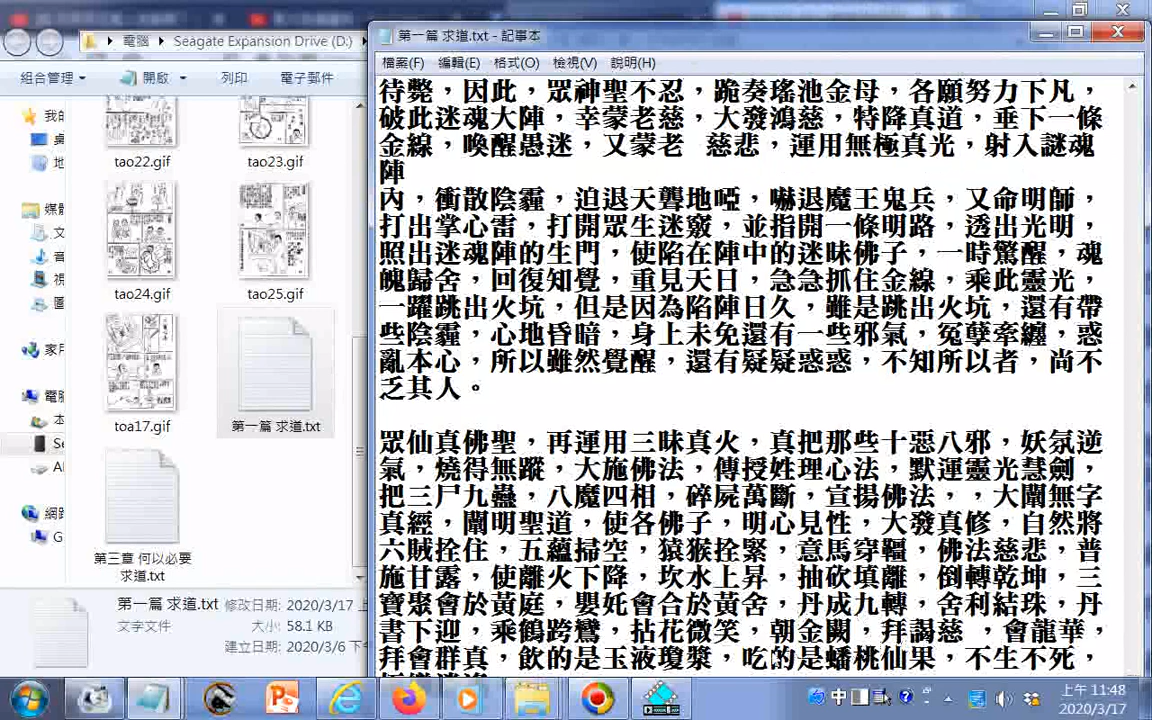 電腦 ▸ Seagate Expansion Drive (D:)
組合管理 開啟 列印 電子郵件
tao22.gif tao23.gif
tao24.gif tao25.gif
toa17.gif 第一篇 求道.txt
第三章 何以必要求道.txt
第一篇 求道.txt 修改日期: 2020/3/17 上
文字文件 大小: 58.1 KB
建立日期: 2020/3/6 下午
第一篇 求道.txt - 記事本
檔案(F) 編輯(E) 格式(O) 檢視(V) 說明(H)
待斃，因此，眾神聖不忍，跪奏瑤池金母，各願努力下凡，
破此迷魂大陣，幸蒙老慈，大發鴻慈，特降真道，垂下一條
金線，喚醒愚迷，又蒙老 慈悲，運用無極真光，射入謎魂
陣
內，衝散陰霾，迫退天聾地啞，嚇退魔王鬼兵，又命明師，
打出掌心雷，打開眾生迷竅，並指開一條明路，透出光明，
照出迷魂陣的生門，使陷在陣中的迷昧佛子，一時驚醒，魂
魄歸舍，回復知覺，重見天日，急急抓住金線，乘此靈光，
一躍跳出火坑，但是因為陷陣日久，雖是跳出火坑，還有帶
些陰霾，心地昏暗，身上未免還有一些邪氣，冤孽牽纏，惑
亂本心，所以雖然覺醒，還有疑疑惑惑，不知所以者，尚不
乏其人。
眾仙真佛聖，再運用三昧真火，真把那些十惡八邪，妖氛逆
氣，燒得無蹤，大施佛法，傳授姓理心法，默運靈光慧劍，
把三尸九蠱，八魔四相，碎屍萬斷，宣揚佛法，，大闡無字
真經，闡明聖道，使各佛子，明心見性，大發真修，自然將
六賊拴住，五蘊掃空，猿猴拴緊，意馬穿韁，佛法慈悲，普
施甘露，使離火下降，坎水上昇，抽砍填離，倒轉乾坤，三
寶聚會於黃庭，嬰奼會合於黃舍，丹成九轉，舍利結珠，丹
書下迎，乘鶴跨鸞，拈花微笑，朝金闕，拜謁慈 ，會龍華，
拜會群真，飲的是玉液瓊漿，吃的是蟠桃仙果，不生不死，
中
上午 11:48
2020/3/17